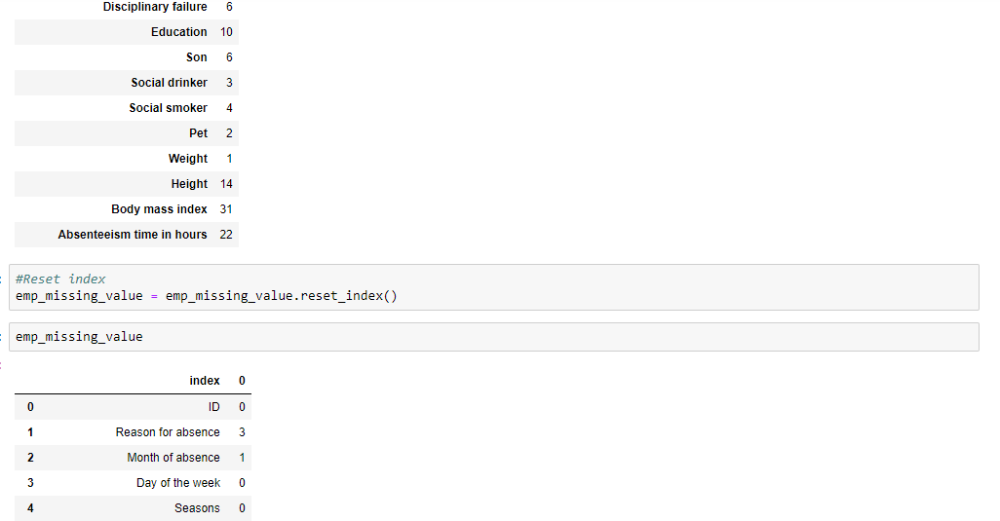 Disciplinary failure 6
Education 10
Son 6
Social drinker 3
Social smoker 4
Pet 2
Weight 1
Height 14
Body mass index 31
Absenteeism time in hours 22
#Reset index
emp_missing_value = emp_missing_value.reset_index()
emp_missing_value
index 0
0 ID 0
1 Reason for absence 3
2 Month of absence 1
3 Day of the week 0
4 Seasons 0